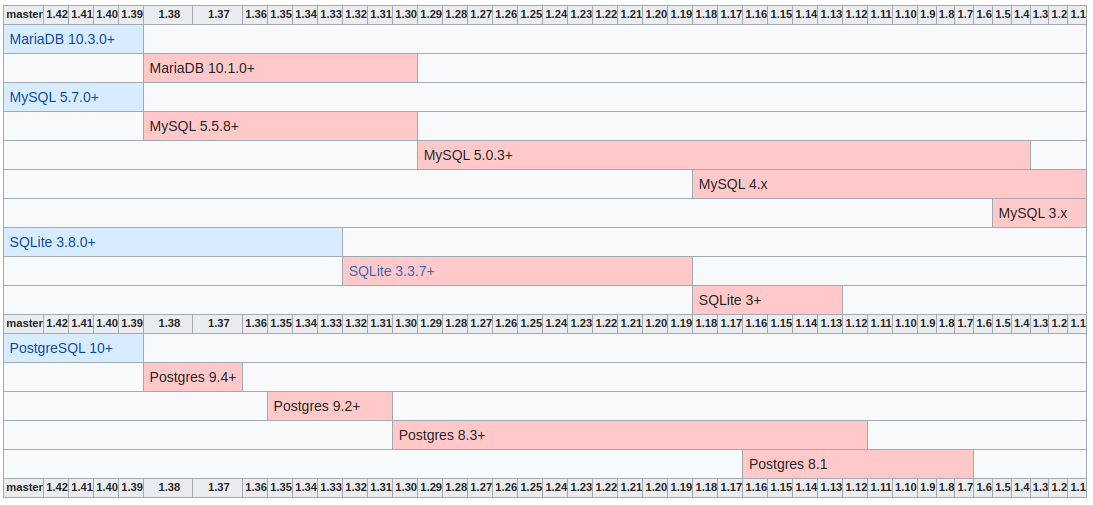 master 1.42 1.41 1.40 1.39 1.38 1.37 1.36 1.35 1.34 1.33 1.32 1.31 1.30 1.29 1.28 1.27 1.26 1.25 1.24 1.23 1.22 1.21 1.20 1.19 1.18 1.17 1.16 1.15 1.14 1.13 1.12 1.11 1.10 1.9 1.8 1.7 1.6 1.5 1.4 1.3 1.2 1.1
MariaDB 10.3.0+
MariaDB 10.1.0+
MySQL 5.7.0+
MySQL 5.5.8+
MySQL 5.0.3+
MySQL 4.x
MySQL 3.x
SQLite 3.8.0+
SQLite 3.3.7+
SQLite 3+
master 1.42 1.41 1.40 1.39 1.38 1.37 1.36 1.35 1.34 1.33 1.32 1.31 1.30 1.29 1.28 1.27 1.26 1.25 1.24 1.23 1.22 1.21 1.20 1.19 1.18 1.17 1.16 1.15 1.14 1.13 1.12 1.11 1.10 1.9 1.8 1.7 1.6 1.5 1.4 1.3 1.2 1.1
PostgreSQL 10+
Postgres 9.4+
Postgres 9.2+
Postgres 8.3+
Postgres 8.1
master 1.42 1.41 1.40 1.39 1.38 1.37 1.36 1.35 1.34 1.33 1.32 1.31 1.30 1.29 1.28 1.27 1.26 1.25 1.24 1.23 1.22 1.21 1.20 1.19 1.18 1.17 1.16 1.15 1.14 1.13 1.12 1.11 1.10 1.9 1.8 1.7 1.6 1.5 1.4 1.3 1.2 1.1